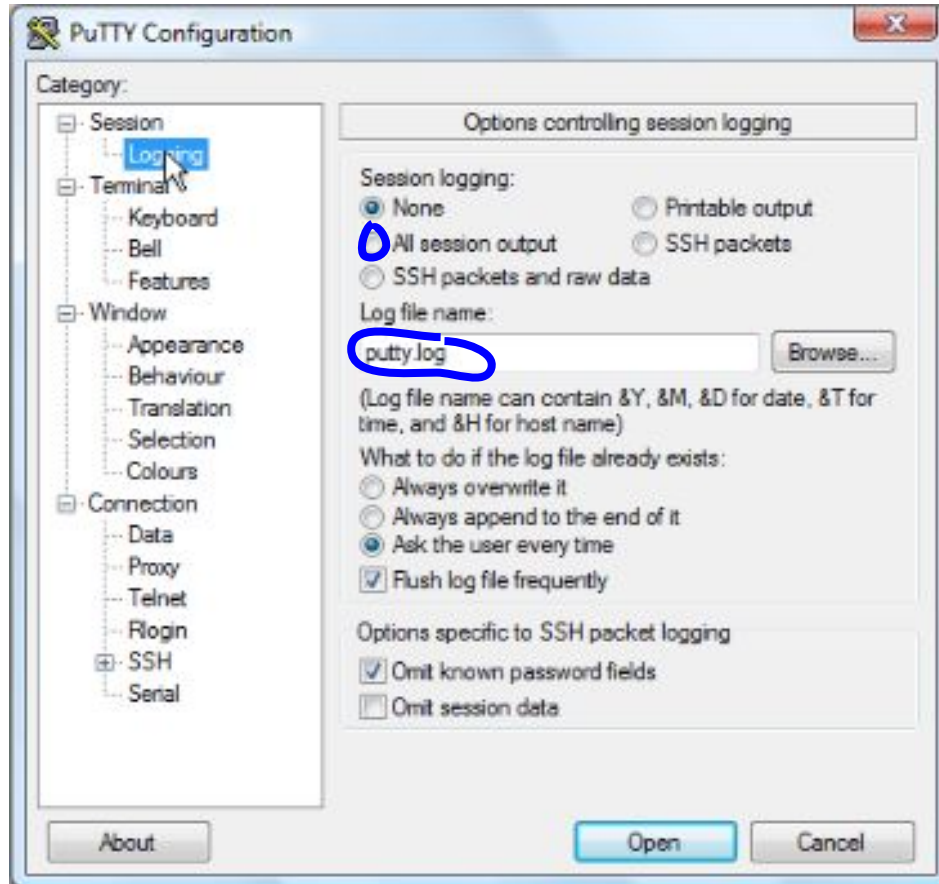 PuTTY Configuration
Category:
Session
Logging
Terminal
Keyboard
Bell
Features
Window
Appearance
Behaviour
Translation
Selection
Colours
Connection
Data
Proxy
Telnet
Rlogin
SSH
Serial
Options controlling session logging
Session logging:
None
Printable output
All session output
SSH packets
SSH packets and raw data
Log file name:
putty.log
Browse...
(Log file name can contain &Y, &M, &D for date, &T for
time, and &H for host name)
What to do if the log file already exists:
Always overwrite it
Always append to the end of it
Ask the user every time
Flush log file frequently
Options specific to SSH packet logging
Omit known password fields
Omit session data
About
Open
Cancel